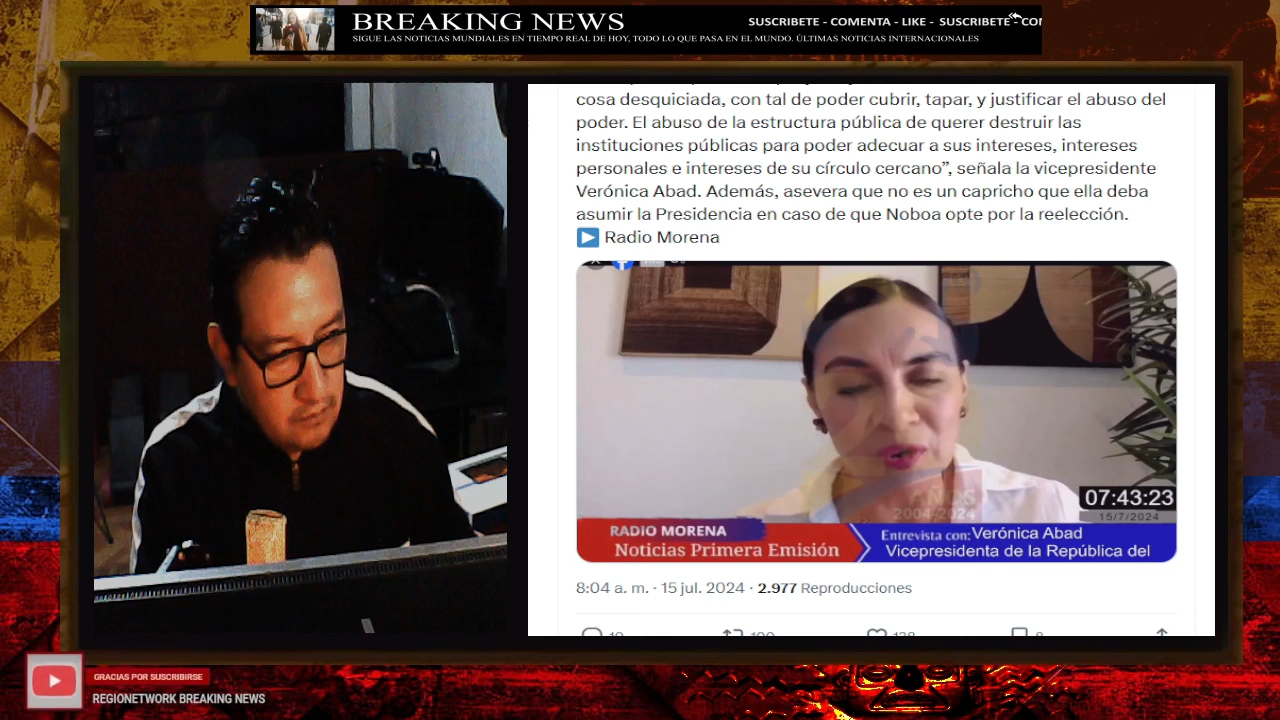 BREAKING NEWS
SUSCRIBETE - COMENTA - LIKE - SUSCRIBETE
SIGUE LAS NOTICIAS MUNDIALES EN TIEMPO REAL DE HOY, TODO LO QUE PASA EN EL MUNDO. ÚLTIMAS NOTICIAS INTERNACIONALES
cosa desquiciada, con tal de poder cubrir, tapar, y justificar el abuso del
poder. El abuso de la estructura pública de querer destruir las
instituciones públicas para poder adecuar a sus intereses, intereses
personales e intereses de su círculo cercano”, señala la vicepresidente
Verónica Abad. Además, asevera que no es un capricho que ella deba
asumir la Presidencia en caso de que Noboa opte por la reelección.
Radio Morena
AÑOS
2004-2024
07:43:23
15/7/2024
RADIO MORENA
Noticias Primera Emisión
Entrevista con: Verónica Abad
Vicepresidenta de la República del
8:04 a. m. · 15 jul. 2024 · 2.977 Reproducciones
GRACIAS POR SUSCRIBIRSE
REGIONETWORK BREAKING NEWS